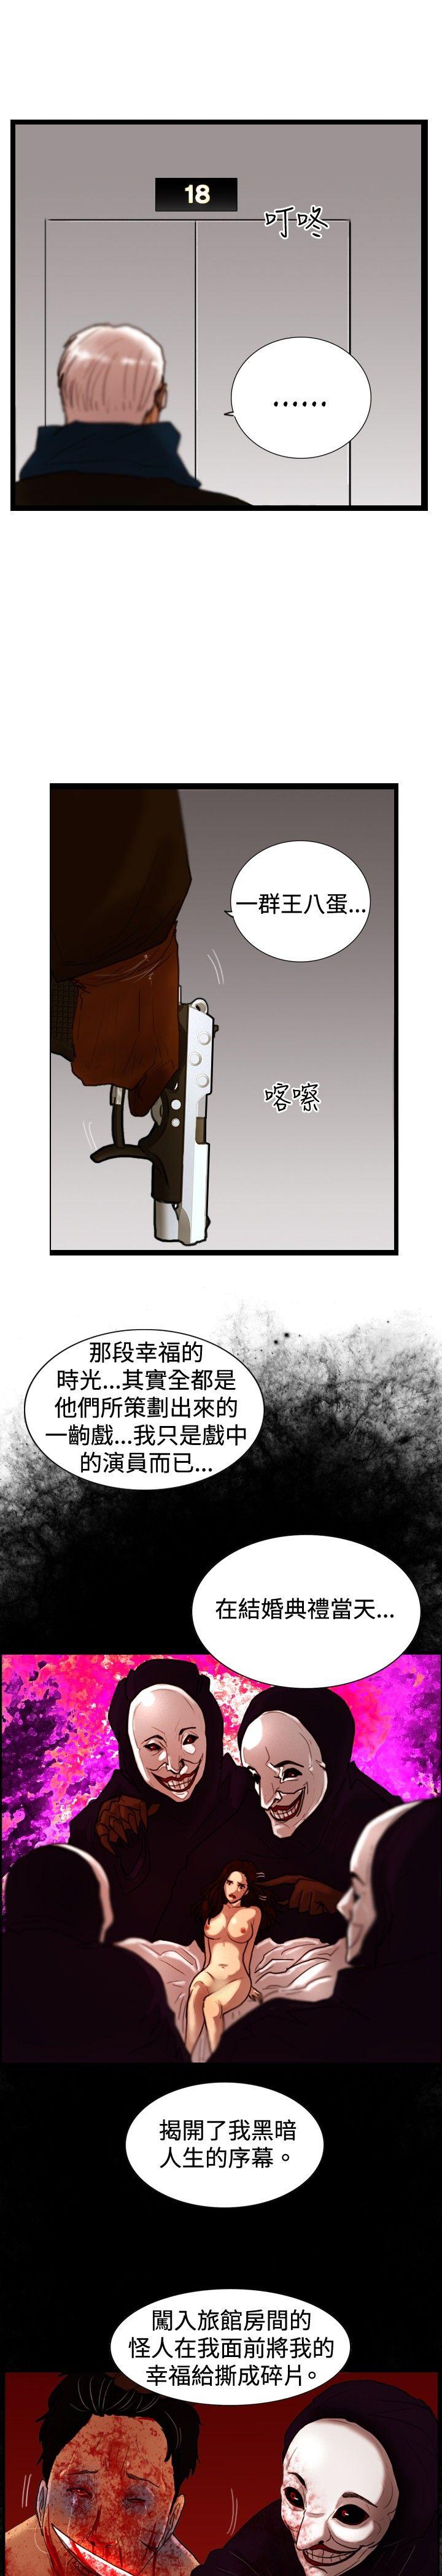 18
叮咚
......
一群王八蛋...
喀嚓
那段幸福的
時光...其實全都是
他們所策劃出來的
一齣戲...我只是戲中
的演員而已...
在結婚典禮當天...
揭開了我黑暗
人生的序幕。
闖入旅館房間的
怪人在我面前將我的
幸福給撕成碎片。